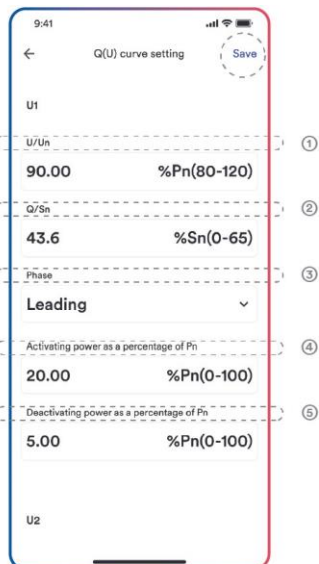 9:41
Q(U) curve setting Save
U1
U/Un ①
90.00 %Pn(80-120)
Q/Sn ②
43.6 %Sn(0-65)
Phase ③
Leading
Activating power as a percentage of Pn ④
20.00 %Pn(0-100)
Deactivating power as a percentage of Pn ⑤
5.00 %Pn(0-100)
U2